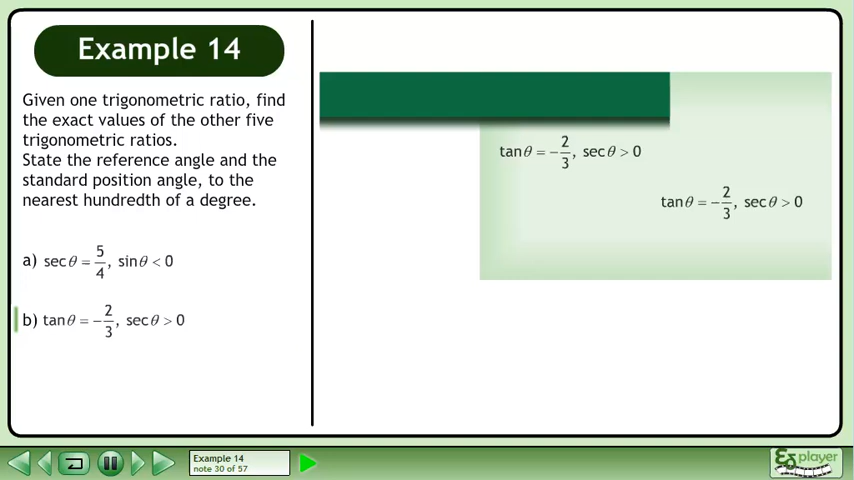 Example 14
Given one trigonometric ratio, find
the exact values of the other five
trigonometric ratios.
State the reference angle and the
standard position angle, to the
nearest hundredth of a degree.
a) secθ = 5/4, sinθ < 0
b) tanθ = −2/3, secθ > 0
tanθ = −2/3, secθ > 0
tanθ = −2/3, secθ > 0
Example 14
note 30 of 57
player